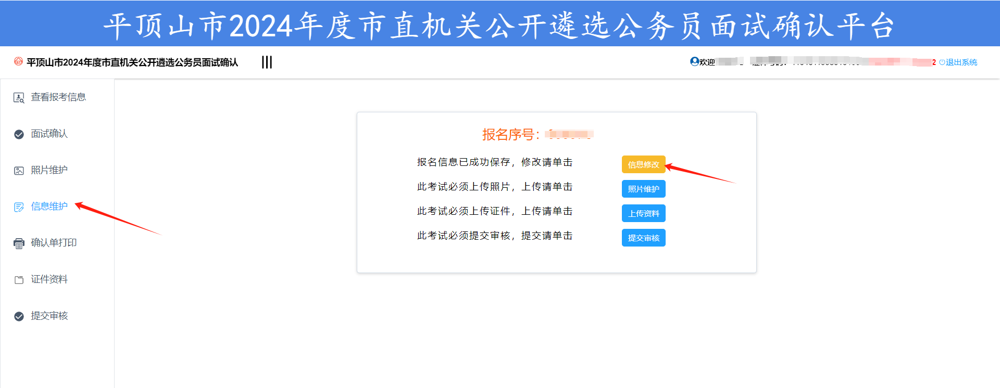 平顶山市2024年度市直机关公开遴选公务员面试确认平台
平顶山市2024年度市直机关公开遴选公务员面试确认
欢迎
2 退出系统
查看报考信息
面试确认
照片维护
信息维护
确认单打印
证件资料
提交审核
报名序号：
报名信息已成功保存，修改请单击 信息修改
此考试必须上传照片，上传请单击 照片维护
此考试必须上传证件，上传请单击 上传资料
此考试必须提交审核，提交请单击 提交审核